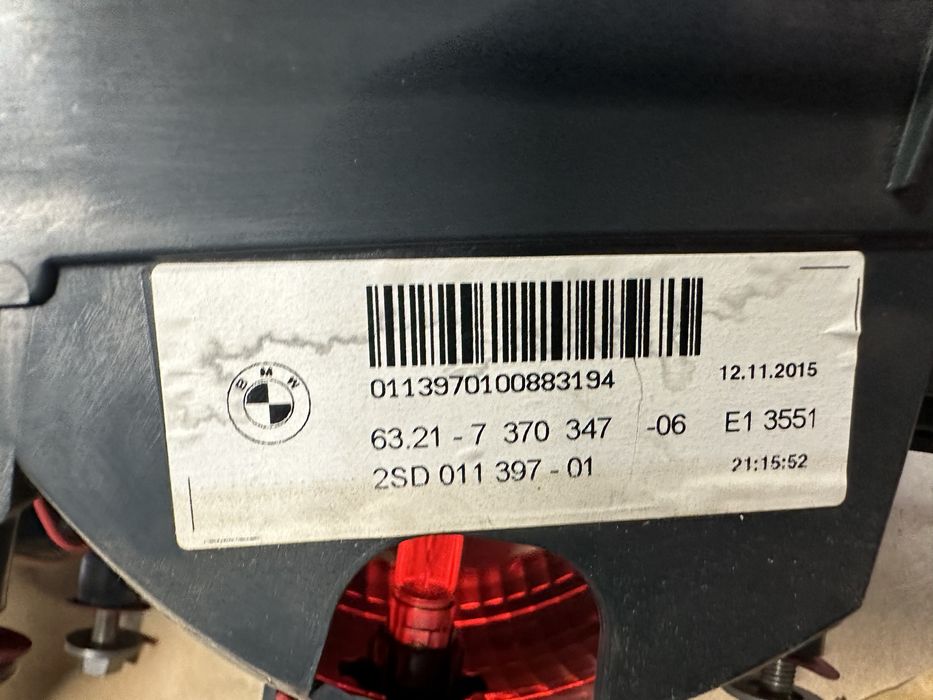 BMW
0113970100883194
12.11.2015
63.21 - 7 370 347 -06 E1 3551
2SD 011 397 - 01
21:15:52